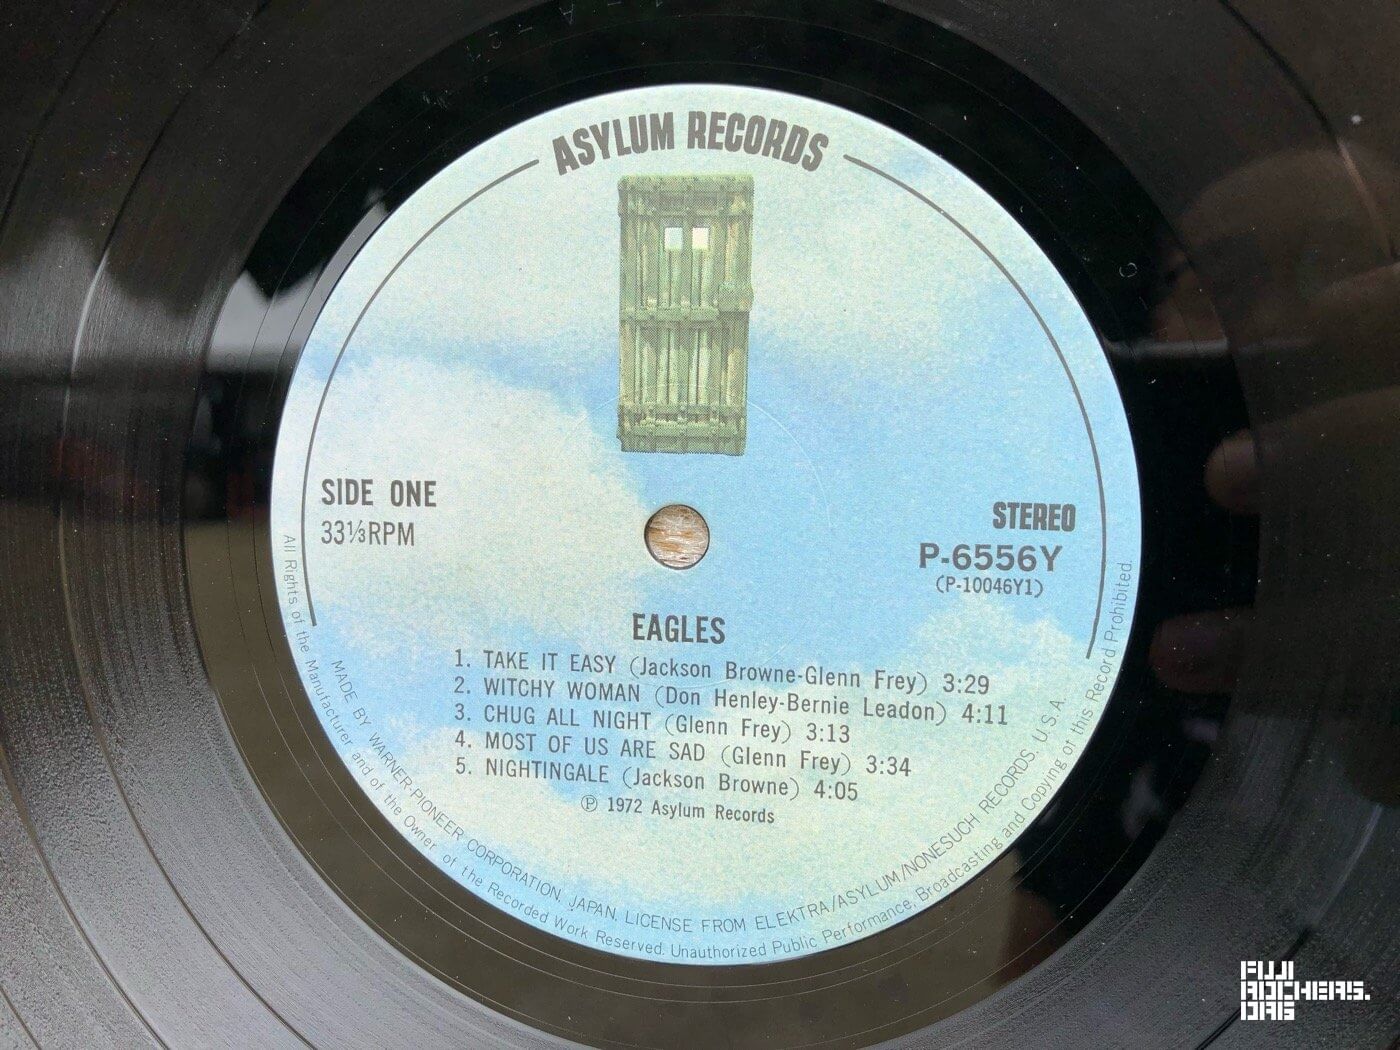 ASYLUM RECORDS
SIDE ONE
33⅓RPM
STEREO
P-6556Y
(P-10046Y1)
EAGLES
1. TAKE IT EASY (Jackson Browne-Glenn Frey) 3:29
2. WITCHY WOMAN (Don Henley-Bernie Leadon) 4:11
3. CHUG ALL NIGHT (Glenn Frey) 3:13
4. MOST OF US ARE SAD (Glenn Frey) 3:34
5. NIGHTINGALE (Jackson Browne) 4:05
Ⓟ 1972 Asylum Records
MADE BY WARNER-PIONEER CORPORATION, JAPAN, LICENSE FROM ELEKTRA/ASYLUM/NONESUCH RECORDS, U.S.A.
All Rights of the Manufacturer and of the Owner of the Recorded Work Reserved. Unauthorized Public Performance, Broadcasting and Copying of this Record Prohibited.
FUJI
ROCKERS.
ORG